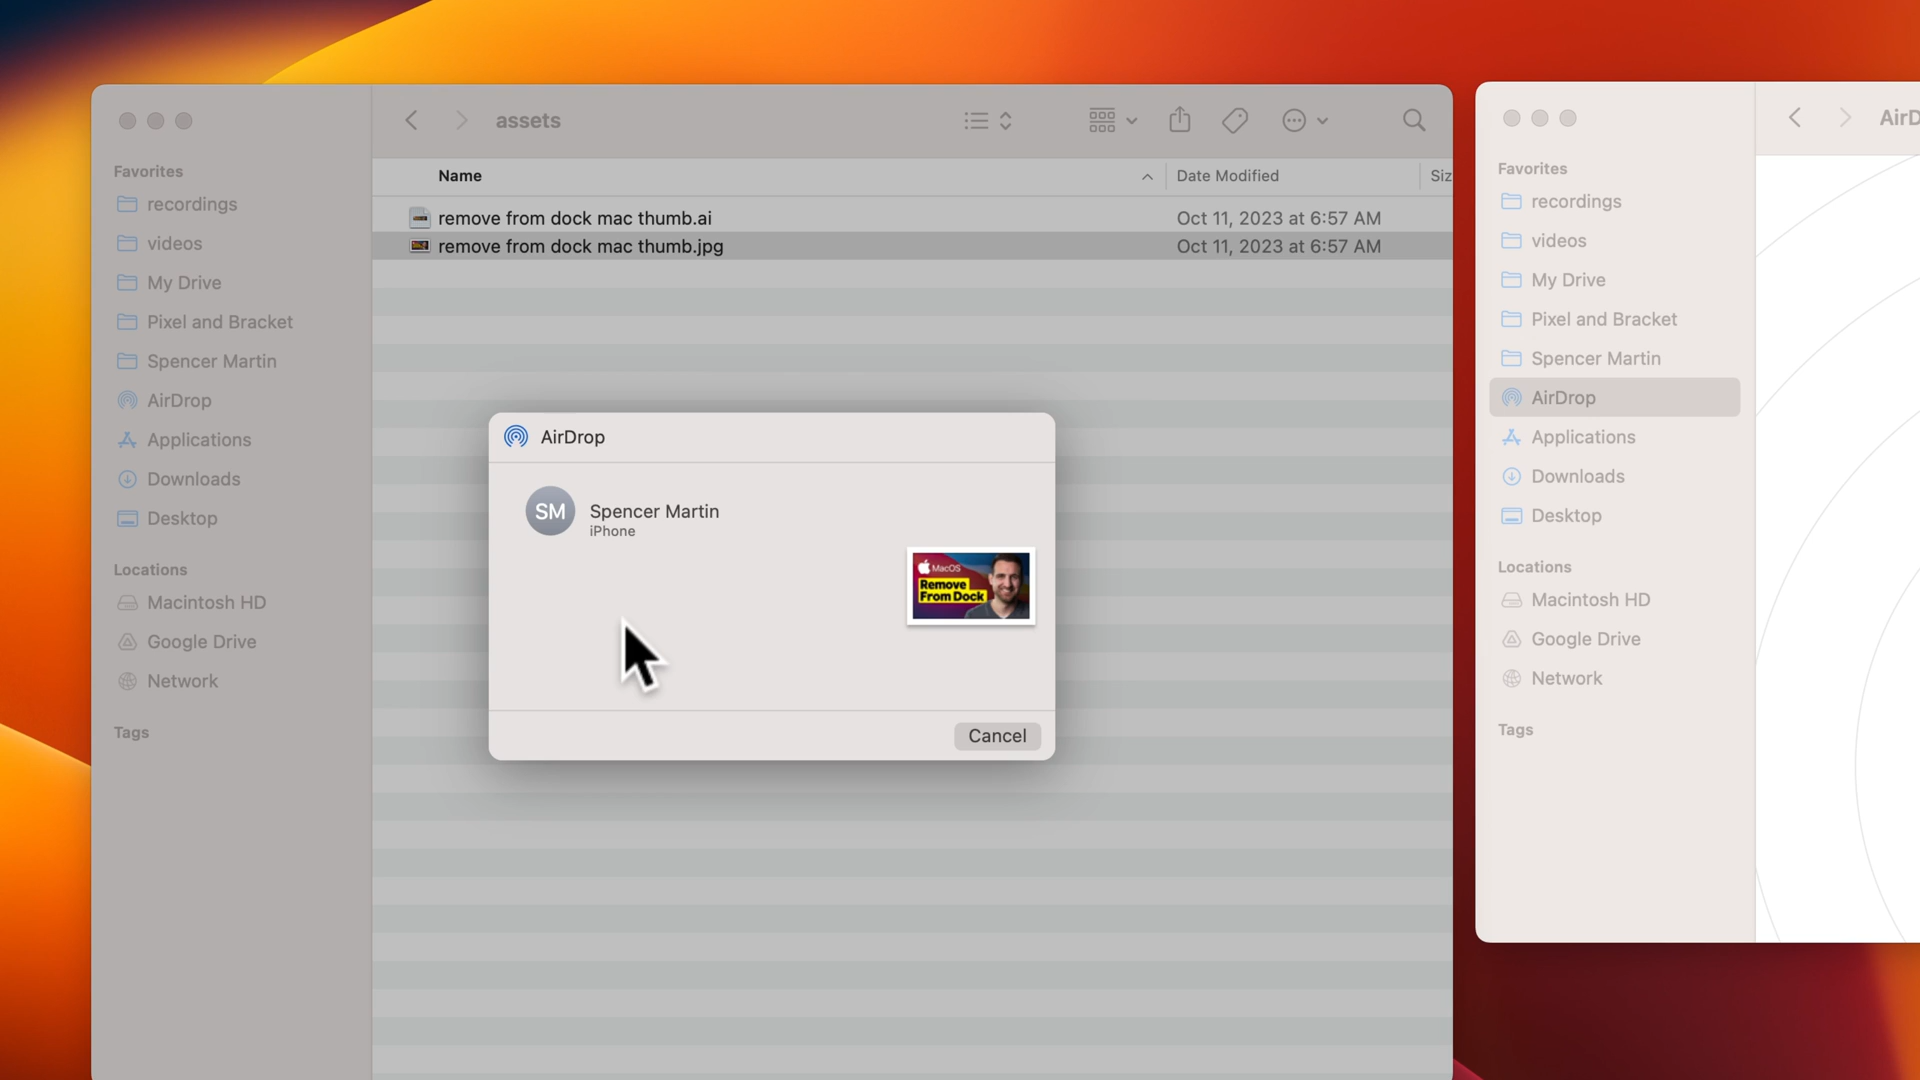 assets
Favorites
recordings
videos
My Drive
Pixel and Bracket
Spencer Martin
AirDrop
Applications
Downloads
Desktop
Locations
Macintosh HD
Google Drive
Network
Tags
Name Date Modified Siz
remove from dock mac thumb.ai Oct 11, 2023 at 6:57 AM
remove from dock mac thumb.jpg Oct 11, 2023 at 6:57 AM
AirDrop
SM Spencer Martin
iPhone
MacOS
Remove
From Dock
Cancel
AirD
Favorites
recordings
videos
My Drive
Pixel and Bracket
Spencer Martin
AirDrop
Applications
Downloads
Desktop
Locations
Macintosh HD
Google Drive
Network
Tags